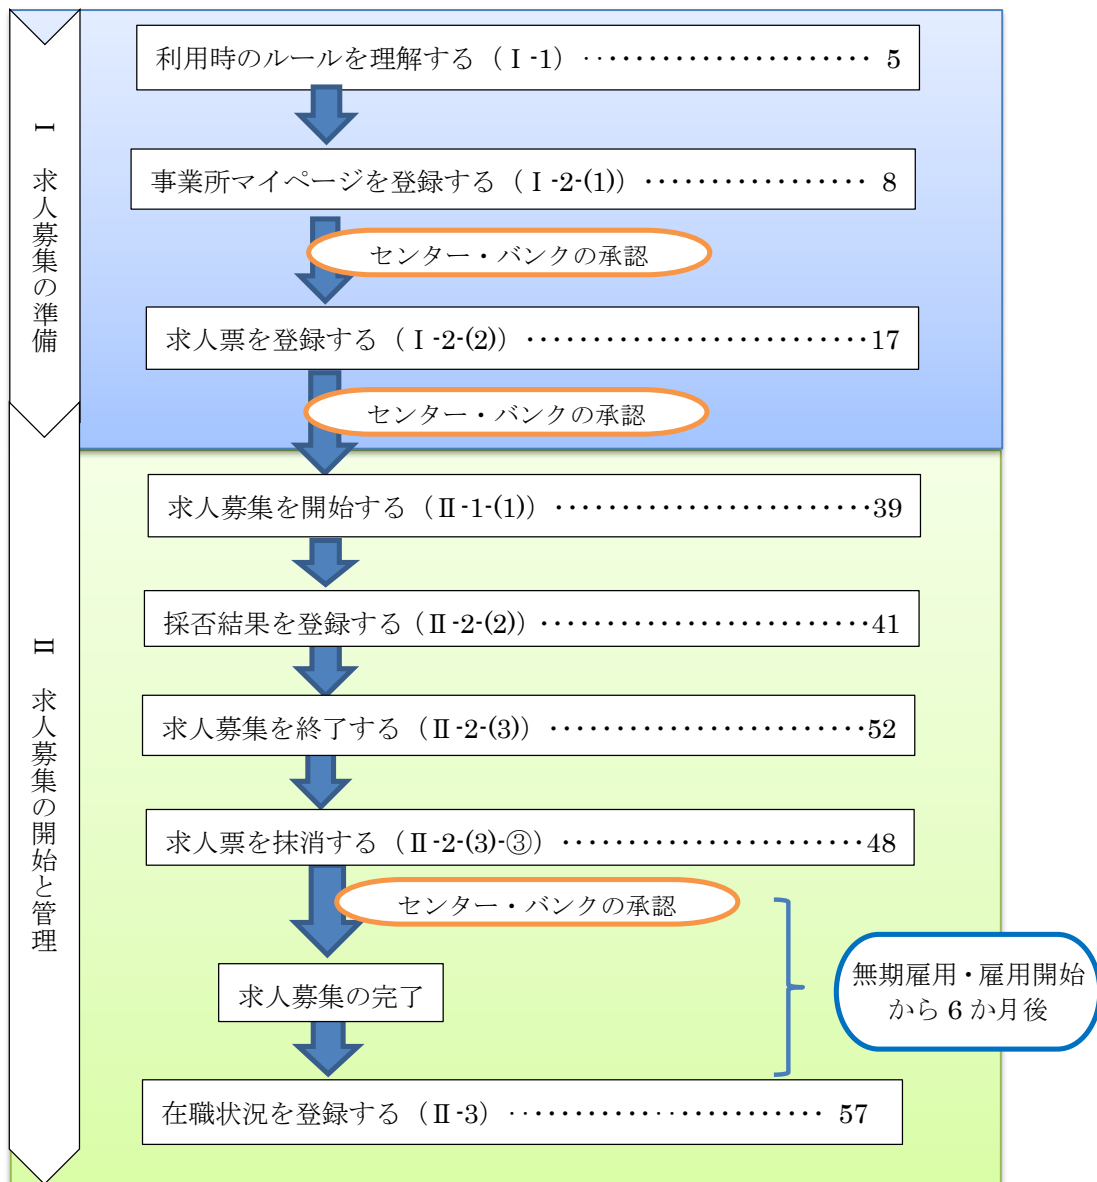 Ⅰ 求人募集の準備
利用時のルールを理解する（Ⅰ-1）‥・・・・・・・・・・・・・・・・・・・・・ 5
事業所マイページを登録する（Ⅰ-2-(1)）・・・・・・・・・・・・・・・・・ 8
センター・バンクの承認
求人票を登録する（Ⅰ-2-(2)）・・・・・・・・・・・・・・・・・・・・・・・・・・17
センター・バンクの承認
Ⅱ 求人募集の開始と管理
求人募集を開始する（Ⅱ-1-(1)）・・・・・・・・・・・・・・・・・・・・・・・・39
採否結果を登録する（Ⅱ-2-(2)）・・・・・・・・・・・・・・・・・・・・・・・・・41
求人募集を終了する（Ⅱ-2-(3)）・・・・・・・・・・・・・・・・・・・・・・・・52
求人票を抹消する（Ⅱ-2-(3)-③）・・・・・・・・・・・・・・・・・・・・・・・48
センター・バンクの承認
求人募集の完了
無期雇用・雇用開始
から 6 か月後
在職状況を登録する（Ⅱ-3）‥・・・・・・・・・‥・・・・・・・・・・・・ 57